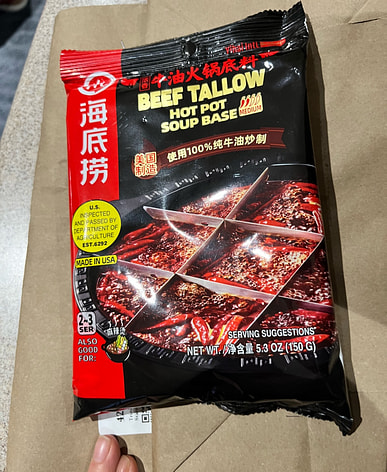 牛油火锅底料
BEEF TALLOW
HOT POT
SOUP BASE
MEDIUM
海底捞
美国
制造
使用100%纯牛油炒制
U.S.
INSPECTED
AND PASSED BY
DEPARTMENT OF
AGRICULTURE
EST.6292
MADE IN USA
2-3
SER
ALSO
GOOD
FOR:
麻辣烫
SERVING SUGGESTIONS
NET WT./净含量 5.3 OZ (150 G)